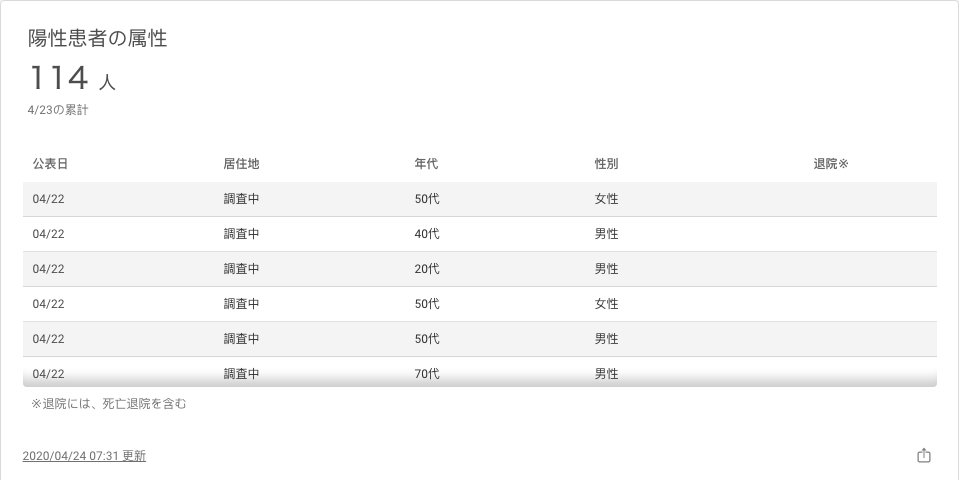 陽性患者の属性
114 人
4/23の累計
公表日 居住地 年代 性別 退院※
04/22 調査中 50代 女性
04/22 調査中 40代 男性
04/22 調査中 20代 男性
04/22 調査中 50代 女性
04/22 調査中 50代 男性
04/22 調査中 70代 男性
※退院には、死亡退院を含む
2020/04/24 07:31 更新